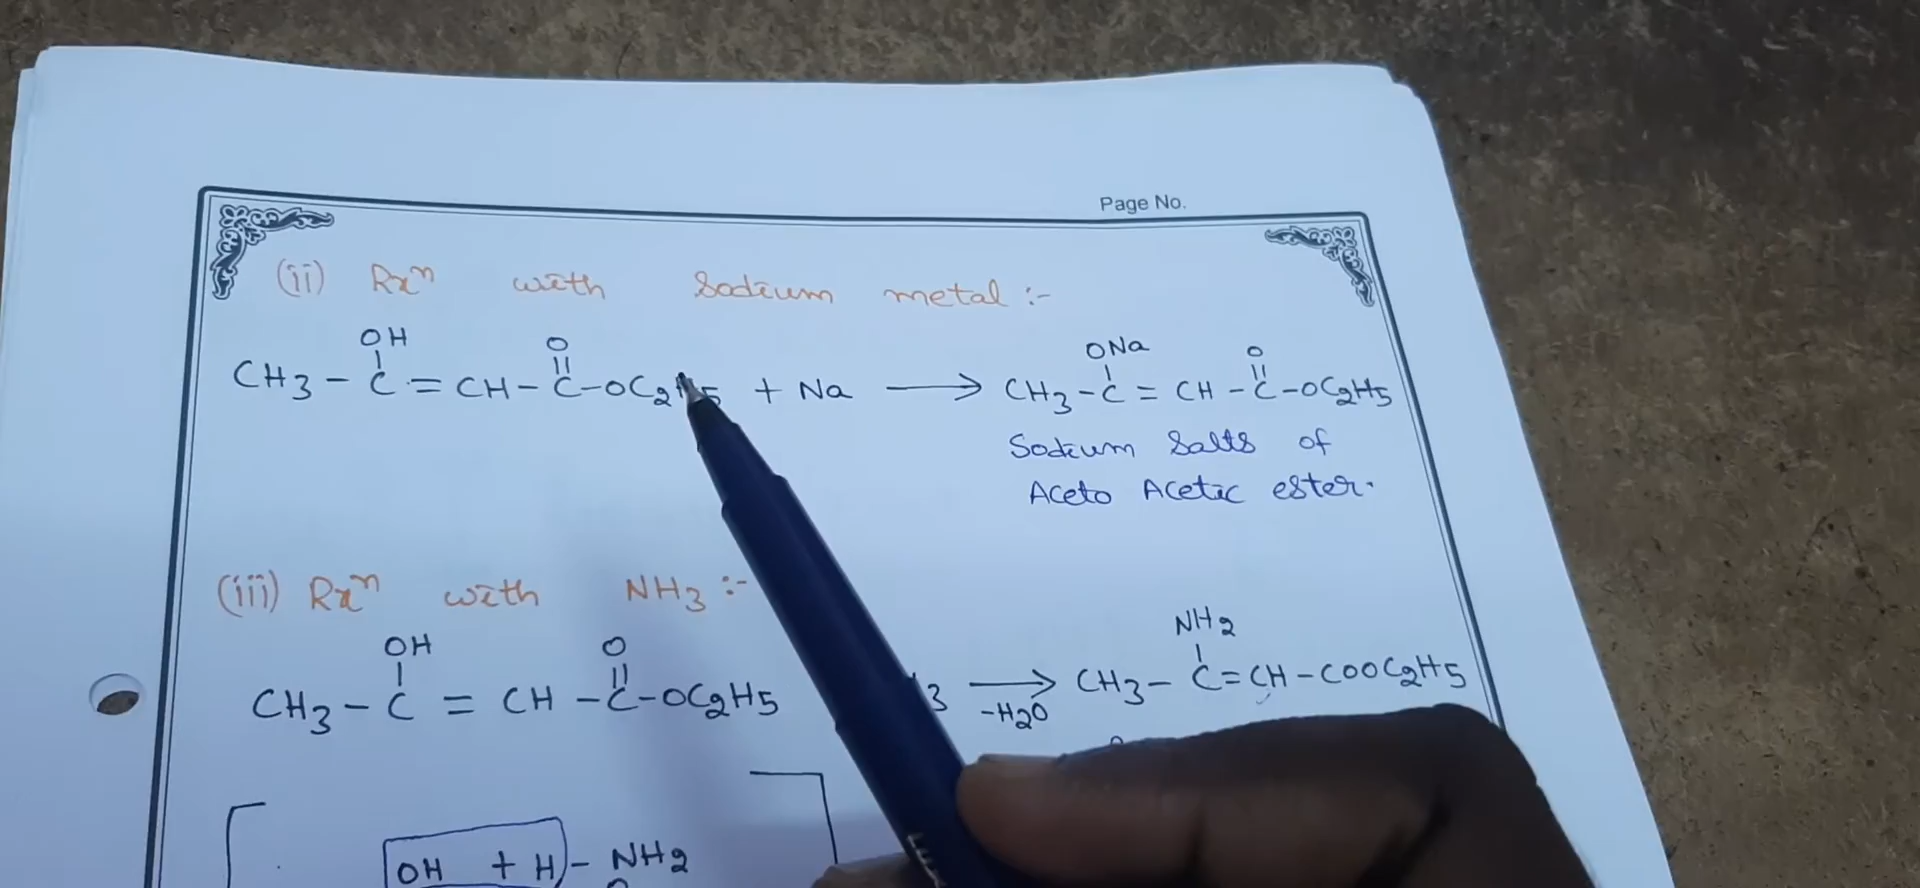 Page No.
(ii) Rxⁿ with Sodium metal :-
OH O ONa O
CH3 - C = CH - C - OC2H5 + Na ⟶ CH3 - C = CH - C - OC2H5
Sodium Salts of
Aceto Acetic ester.
(iii) Rxⁿ with NH3 :-
OH O NH2
CH3 - C = CH - C - OC2H5 ⟶ CH3 - C = CH - COOC2H5
-H2O
OH + H - NH2